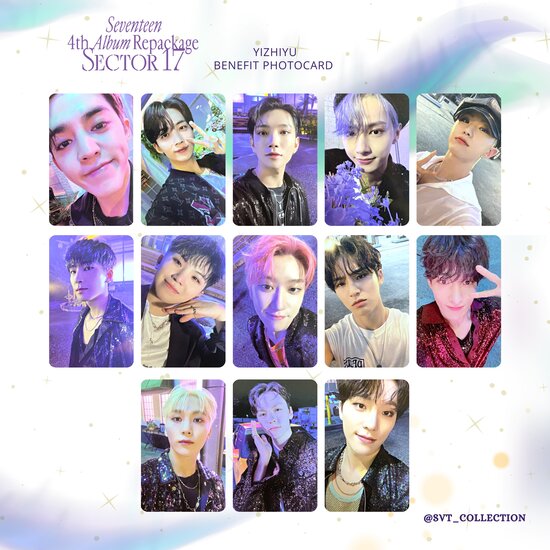 Seventeen
4th Album Repackage
SECTOR 17
YIZHIYU
BENEFIT PHOTOCARD
@SVT_COLLECTION